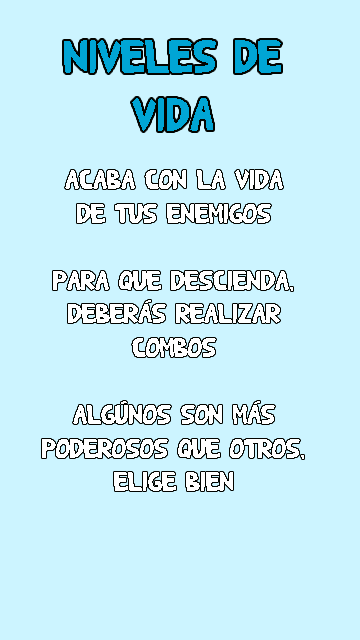 NIVELES DE
VIDA
ACABA CON LA VIDA
DE TUS ENEMIGOS
PARA QUE DESCIENDA,
DEBERÁS REALIZAR
COMBOS
ALGÚNOS SON MÁS
PODEROSOS QUE OTROS,
ELIGE BIEN